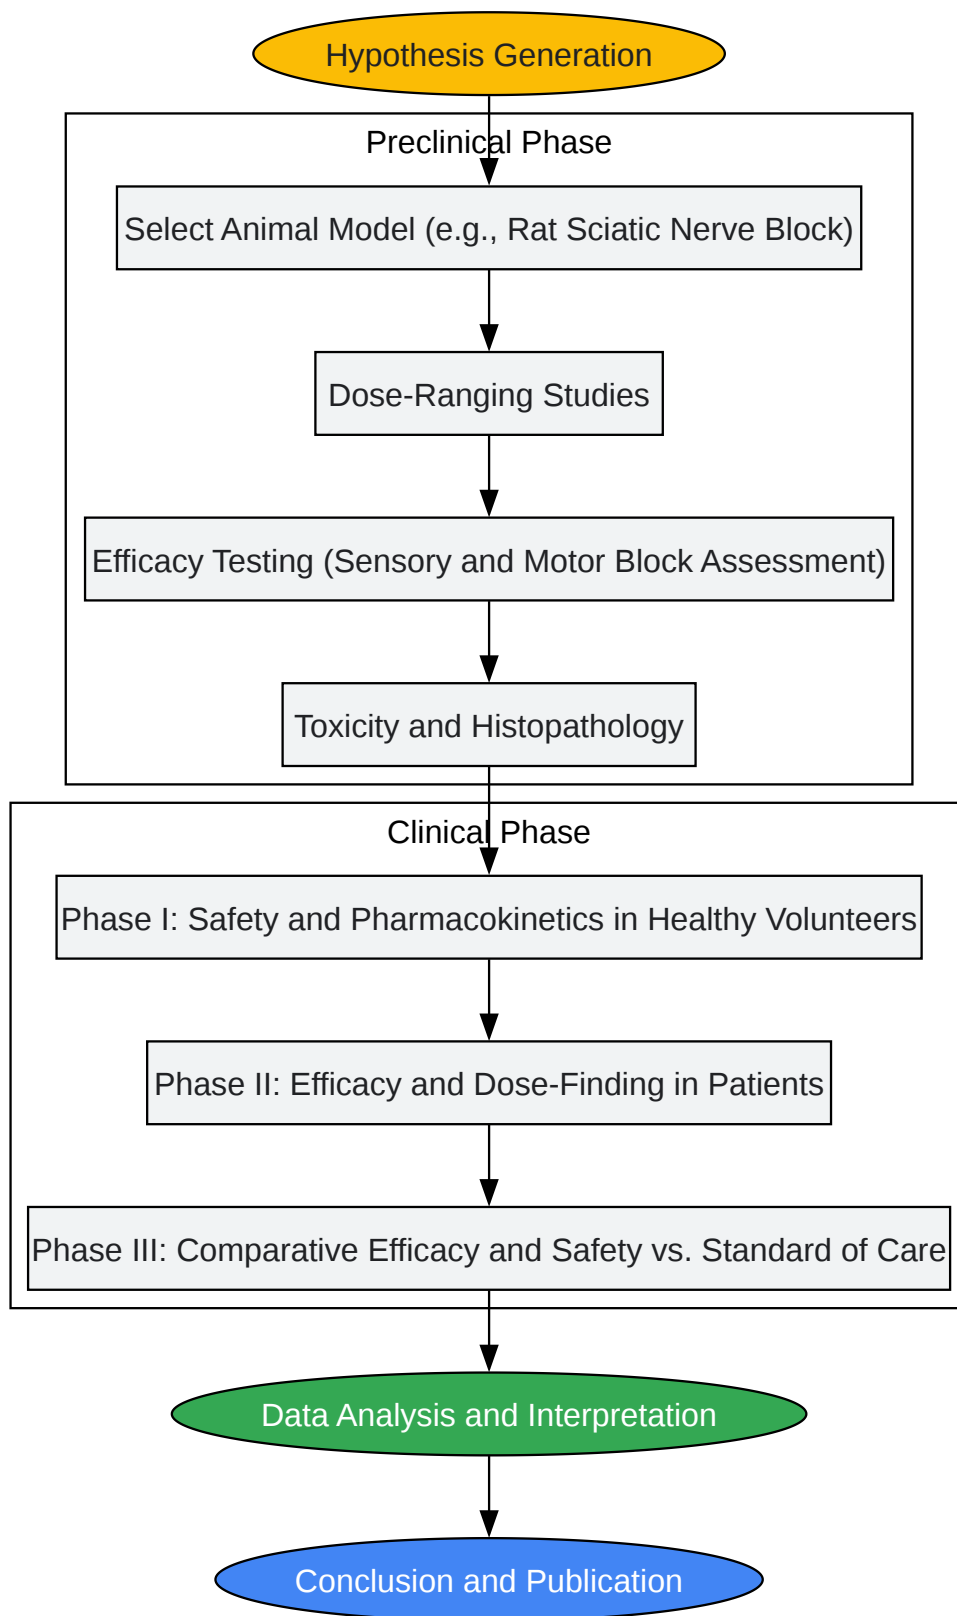 Hypothesis Generation
Preclinical Phase
Select Animal Model (e.g., Rat Sciatic Nerve Block)
Dose-Ranging Studies
Efficacy Testing (Sensory and Motor Block Assessment)
Toxicity and Histopathology
Clinical Phase
Phase I: Safety and Pharmacokinetics in Healthy Volunteers
Phase II: Efficacy and Dose-Finding in Patients
Phase III: Comparative Efficacy and Safety vs. Standard of Care
Data Analysis and Interpretation
Conclusion and Publication